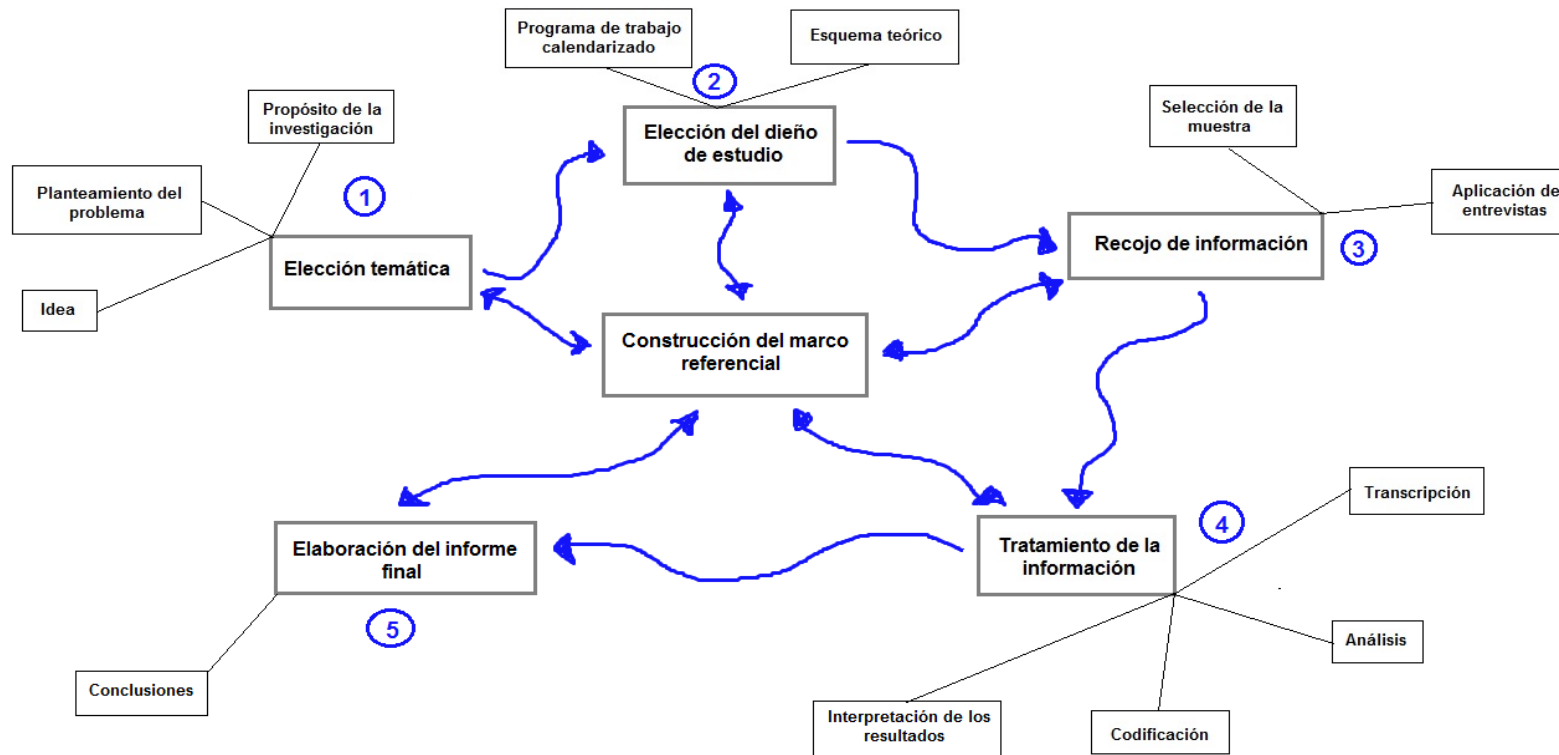 Programa de trabajo
calendarizado
Esquema teórico
2
Propósito de la
investigación
Elección del dieño
de estudio
Selección de la
muestra
Planteamiento del
problema
1
Aplicación de
entrevistas
Elección temática
Recojo de información
3
Idea
Construcción del marco
referencial
Transcripción
4
Elaboración del informe
final
Tratamiento de la
información
5
Análisis
Conclusiones
Interpretación de los
resultados
Codificación